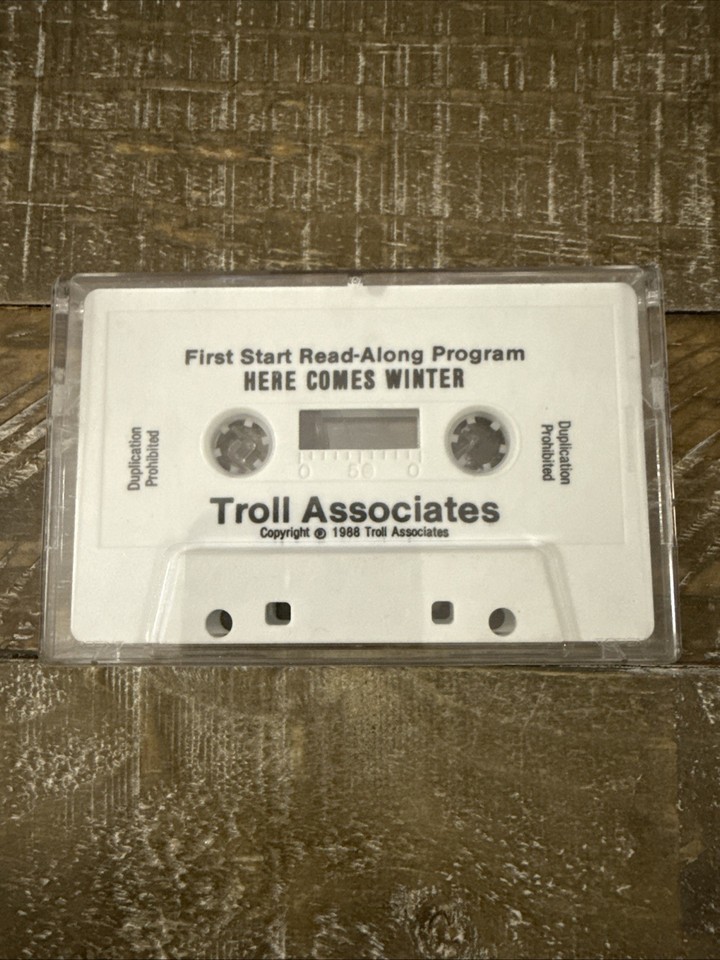 First Start Read-Along Program
HERE COMES WINTER
Duplication
Prohibited
Duplication
Prohibited
0 50 0
Troll Associates
Copyright ℗ 1988 Troll Associates